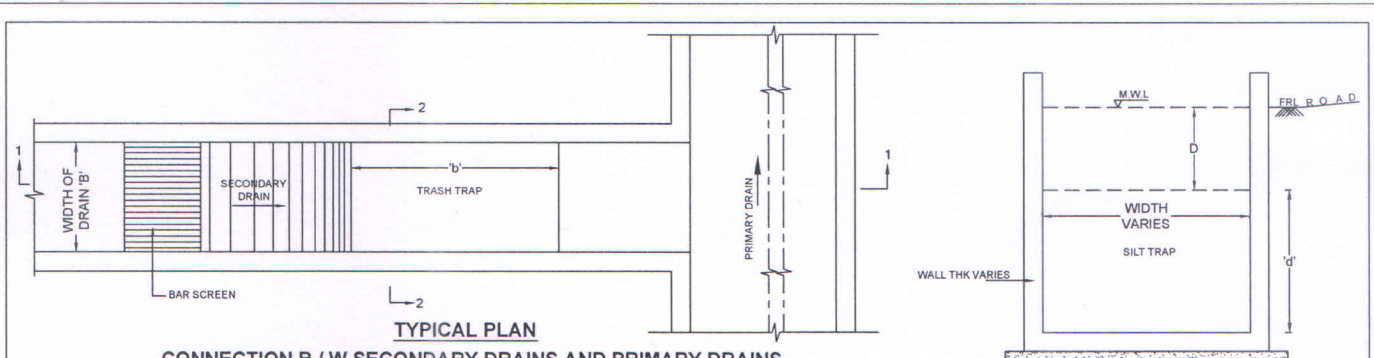 2
1
WIDTH OF
DRAIN 'B'
SECONDARY
DRAIN
'b'
TRASH TRAP
PRIMARY DRAIN
1
BAR SCREEN
2
TYPICAL PLAN
CONNECTION B / W SECONDARY DRAINS AND PRIMARY DRAINS
M.W.L
FRL ROAD
D
WIDTH
VARIES
SILT TRAP
WALL THK VARIES
'd'